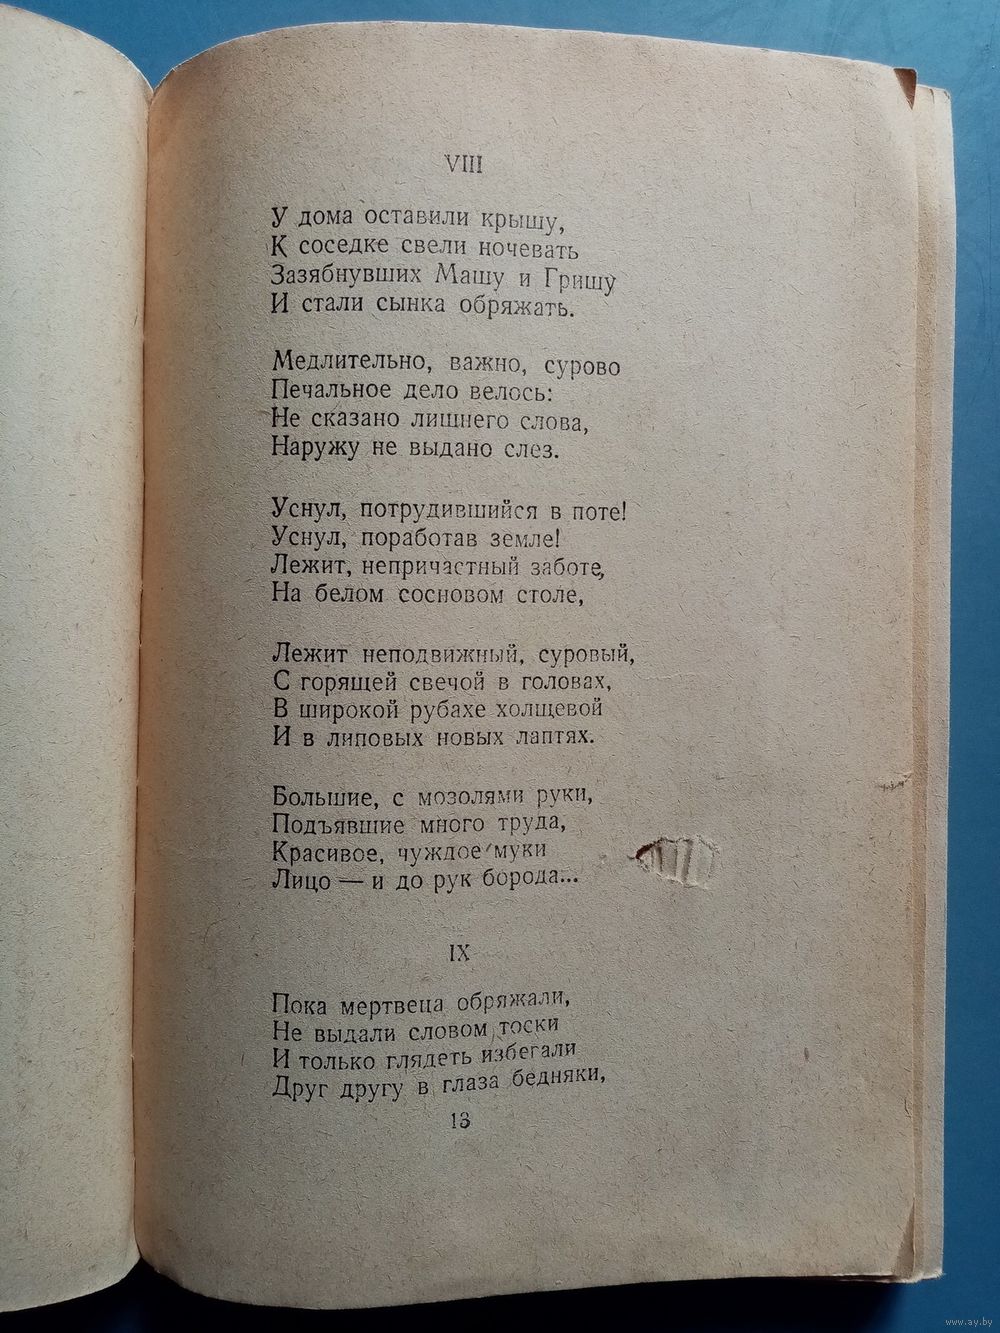 VIII
У дома оставили крышу,
К соседке свели ночевать
Зазябнувших Машу и Гришу
И стали сынка обряжать.
Медлительно, важно, сурово
Печальное дело велось:
Не сказано лишнего слова,
Наружу не выдано слез.
Уснул, потрудившийся в поте!
Уснул, поработав земле!
Лежит, непричастный заботе,
На белом сосновом столе,
Лежит неподвижный, суровый,
С горящей свечой в головах,
В широкой рубахе холщевой
И в липовых новых лаптях.
Большие, с мозолями руки,
Подъявшие много труда,
Красивое, чуждое муки
Лицо — и до рук борода...
IX
Пока мертвеца обряжали,
Не выдали словом тоски
И только глядеть избегали
Друг другу в глаза бедняки,
13
www.ay.by